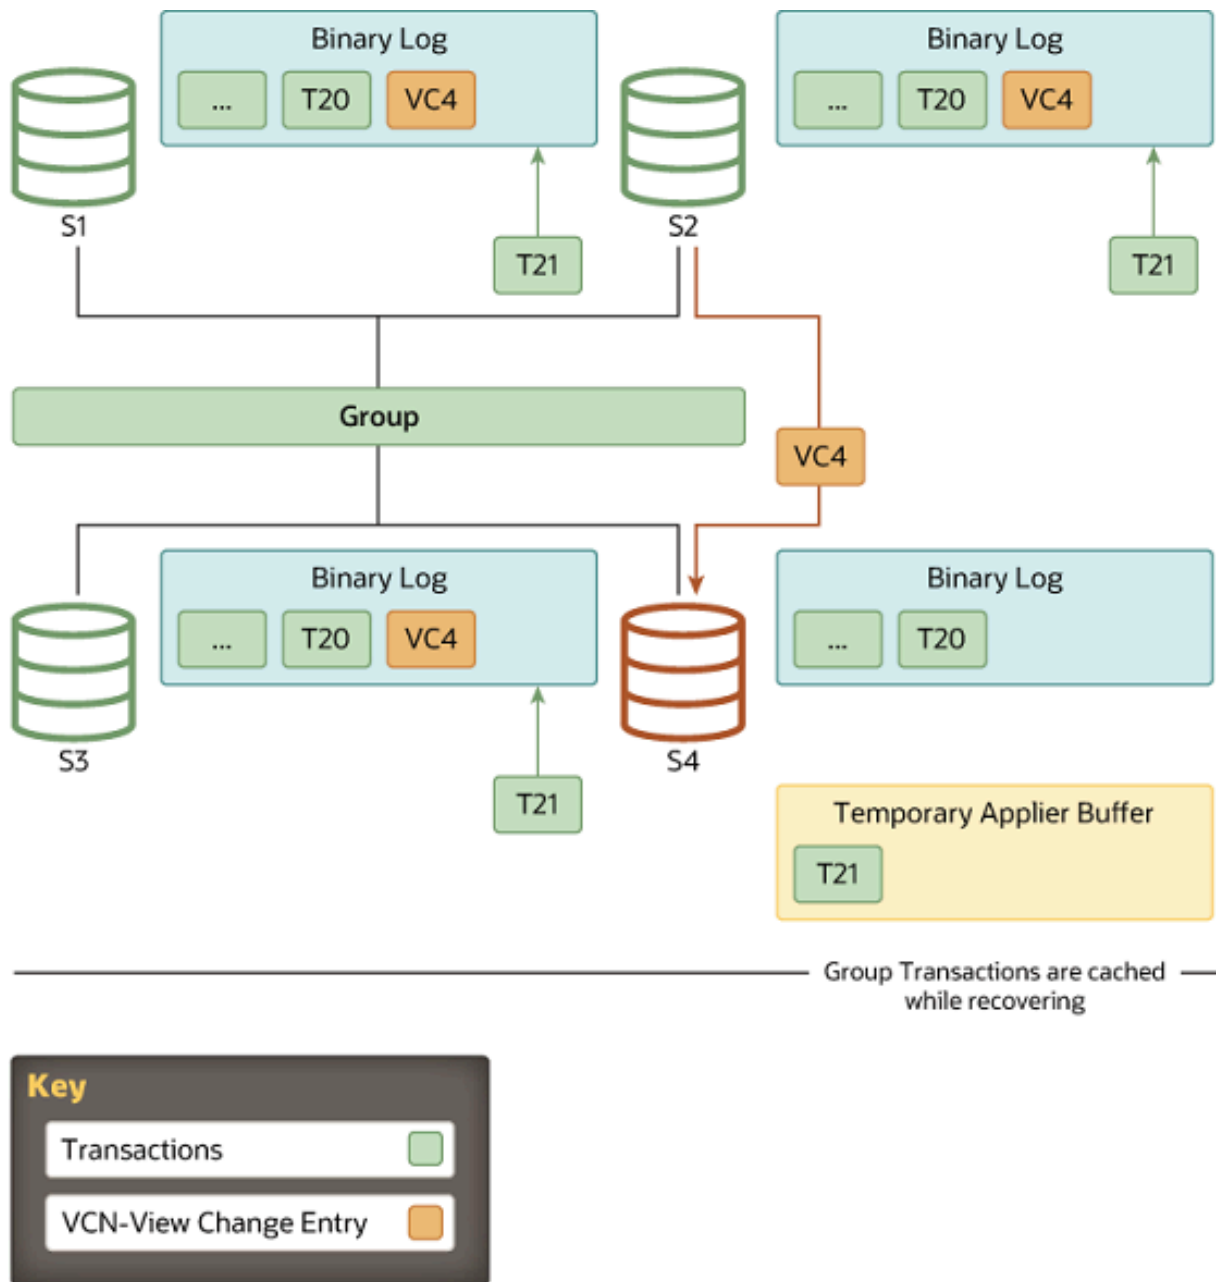 Binary Log
... T20 VC4
S1
T21
Binary Log
... T20 VC4
S2
T21
Group
VC4
Binary Log
... T20 VC4
S3
T21
Binary Log
... T20
S4
Temporary Applier Buffer
T21
Group Transactions are cached
while recovering
Key
Transactions
VCN-View Change Entry